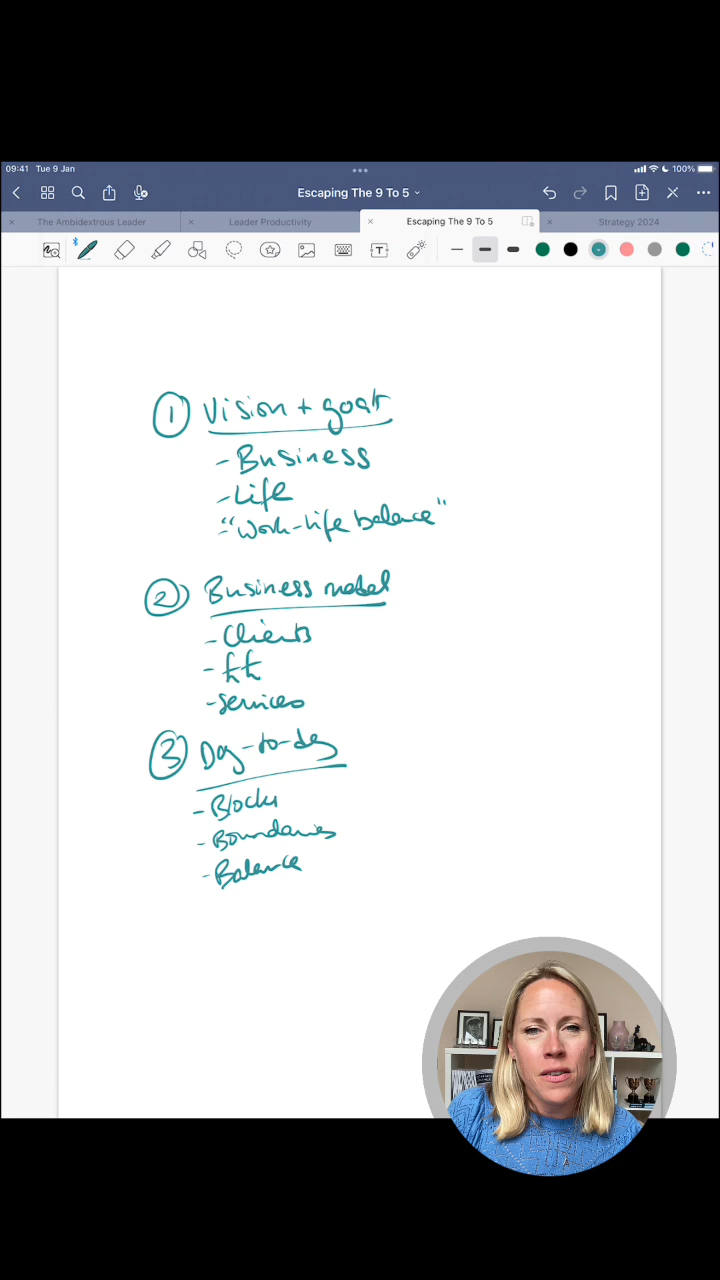 09:41 Tue 9 Jan
100%
Escaping The 9 To 5
The Ambidextrous Leader
Leader Productivity
Escaping The 9 To 5
Strategy 2024
T
① Vision + goals
- Business
- Life
- "Work-life balance"
② Business model
- Clients
- ££
- Services
③ Day-to-day
- Blocks
- Boundaries
- Balance